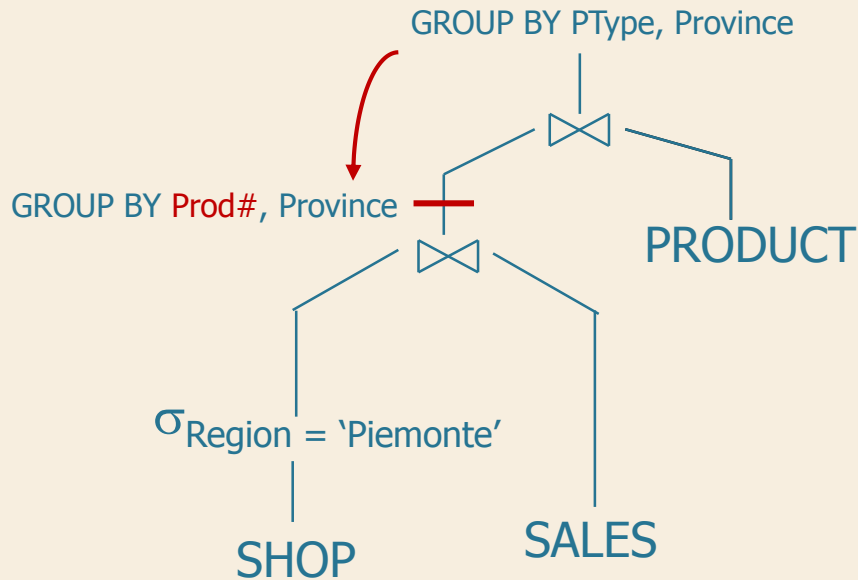 GROUP BY PType, Province
GROUP BY Prod#, Province
PRODUCT
σRegion = ‘Piemonte’
SALES
SHOP